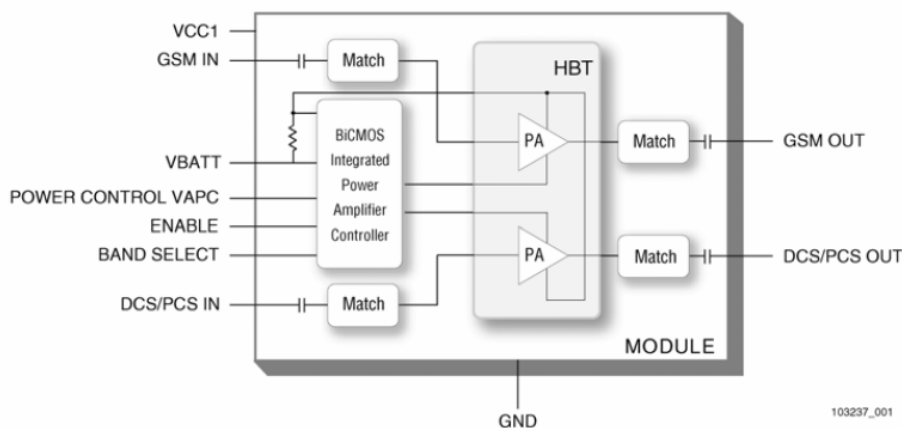 VCC1
GSM IN
Match
HBT
BiCMOS
Integrated
Power
Amplifier
Controller
PA
Match
GSM OUT
VBATT
POWER CONTROL VAPC
ENABLE
BAND SELECT
PA
Match
DCS/PCS OUT
DCS/PCS IN
Match
MODULE
GND
103237_001